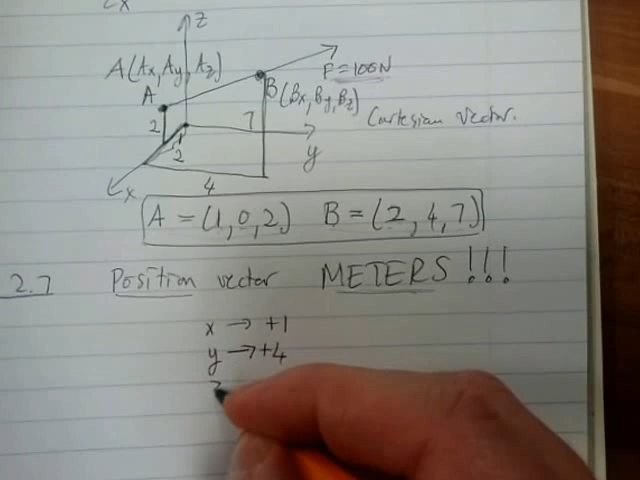 x
z
A(Ax, Ay, Az)
F = 100N
A
B
(Bx, By, Bz)
2
7
Cartesian vector.
1
2
y
x
4
A = (1, 0, 2) B = (2, 4, 7)
2.7 Position vector METERS!!!
x → +1
y → +4